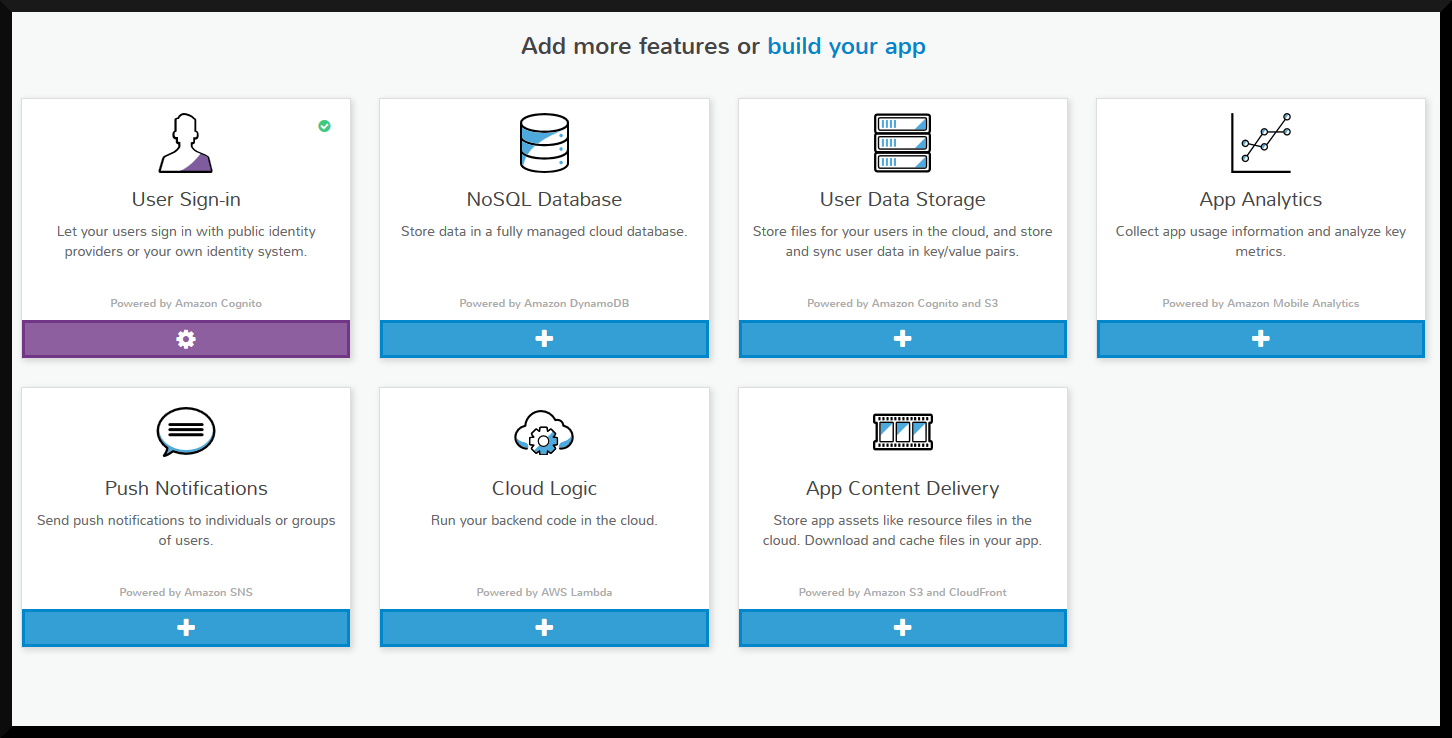 Add more features or build your app
User Sign-in
Let your users sign in with public identity
providers or your own identity system.
Powered by Amazon Cognito
NoSQL Database
Store data in a fully managed cloud database.
Powered by Amazon DynamoDB
User Data Storage
Store files for your users in the cloud, and store
and sync user data in key/value pairs.
Powered by Amazon Cognito and S3
App Analytics
Collect app usage information and analyze key
metrics.
Powered by Amazon Mobile Analytics
Push Notifications
Send push notifications to individuals or groups
of users.
Powered by Amazon SNS
Cloud Logic
Run your backend code in the cloud.
Powered by AWS Lambda
App Content Delivery
Store app assets like resource files in the
cloud. Download and cache files in your app.
Powered by Amazon S3 and CloudFront